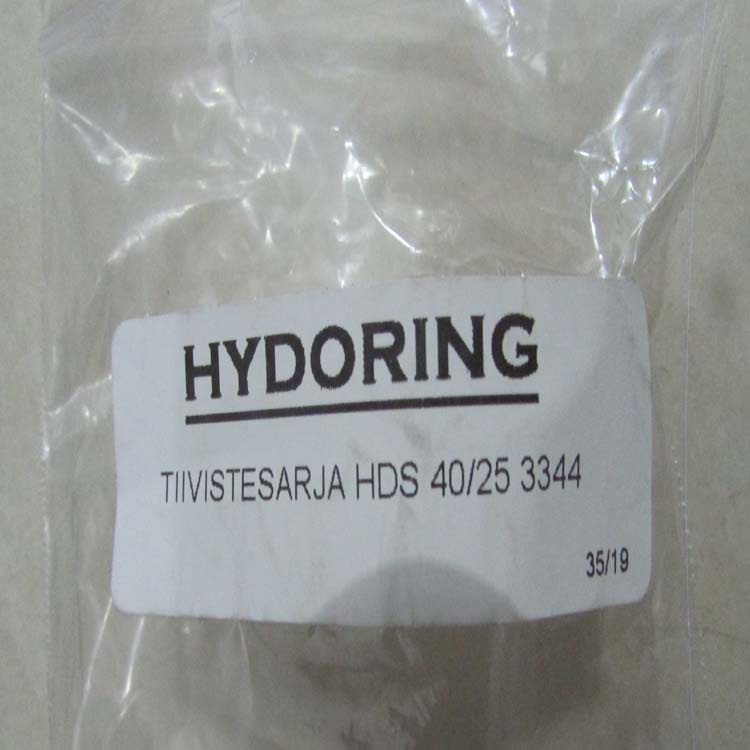 HYDORING
TIIVISTESARJA HDS 40/25 3344
35/19